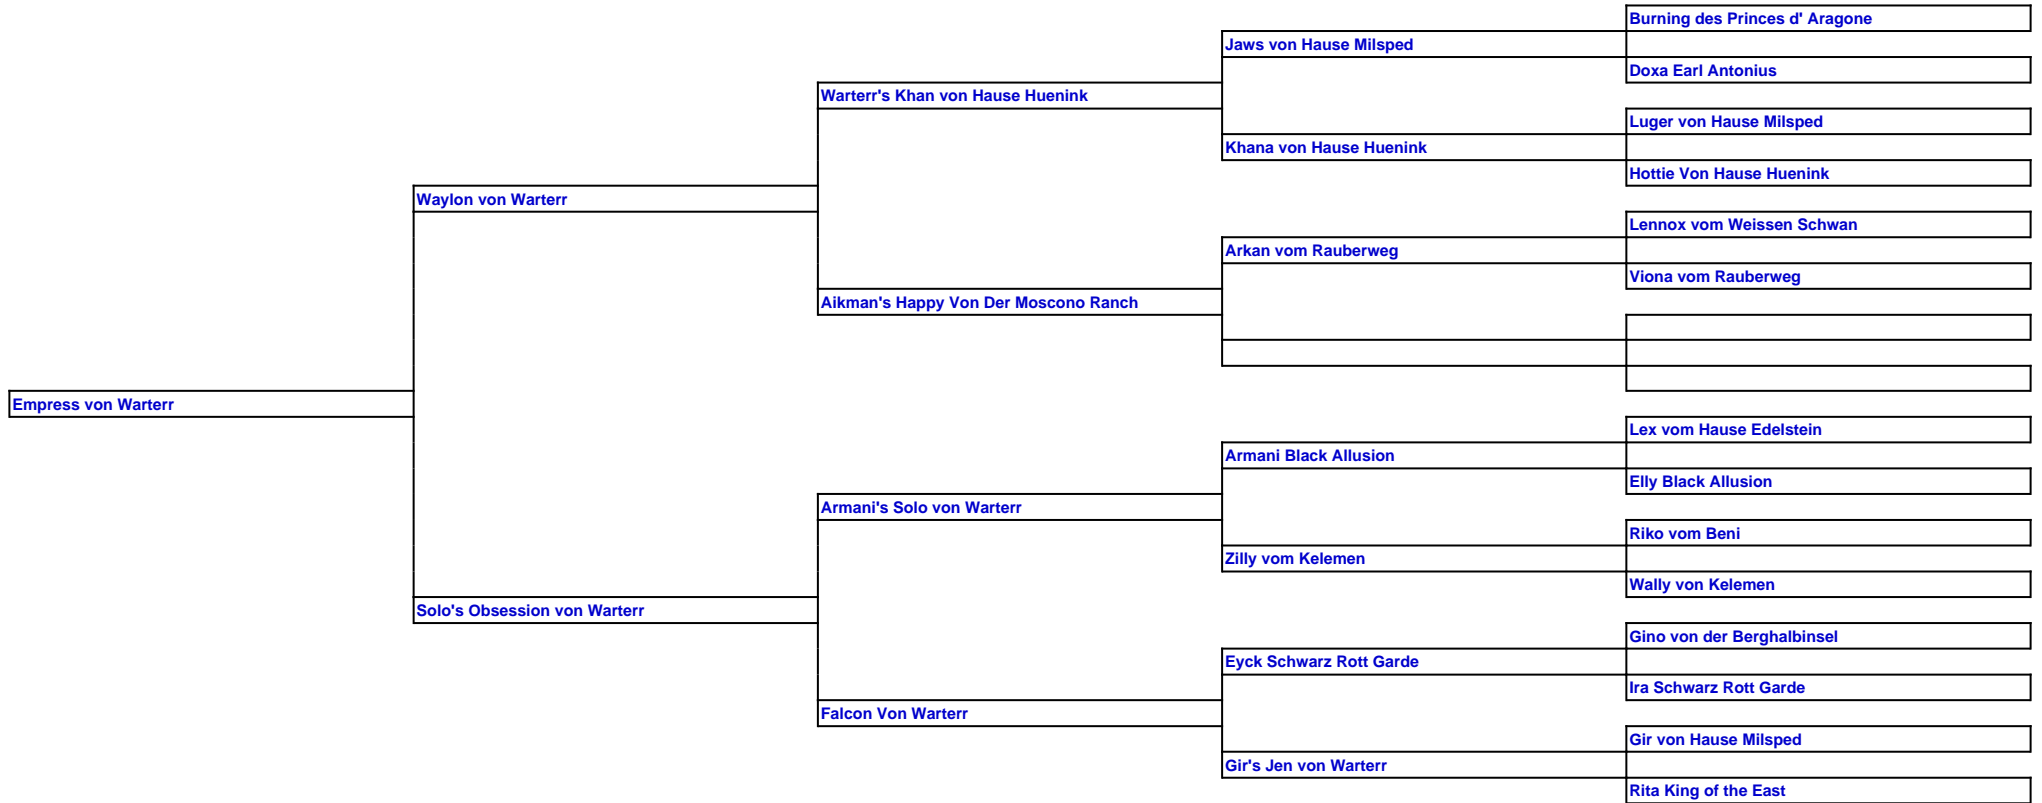 Burning des Princes d' Aragone
Jaws von Hause Milsped
Doxa Earl Antonius
Warterr's Khan von Hause Huenink
Luger von Hause Milsped
Khana von Hause Huenink
Hottie Von Hause Huenink
Waylon von Warterr
Lennox vom Weissen Schwan
Arkan vom Rauberweg
Viona vom Rauberweg
Aikman's Happy Von Der Moscono Ranch
Empress von Warterr
Lex vom Hause Edelstein
Armani Black Allusion
Elly Black Allusion
Armani's Solo von Warterr
Riko vom Beni
Zilly vom Kelemen
Wally von Kelemen
Solo's Obsession von Warterr
Gino von der Berghalbinsel
Eyck Schwarz Rott Garde
Ira Schwarz Rott Garde
Falcon Von Warterr
Gir von Hause Milsped
Gir's Jen von Warterr
Rita King of the East